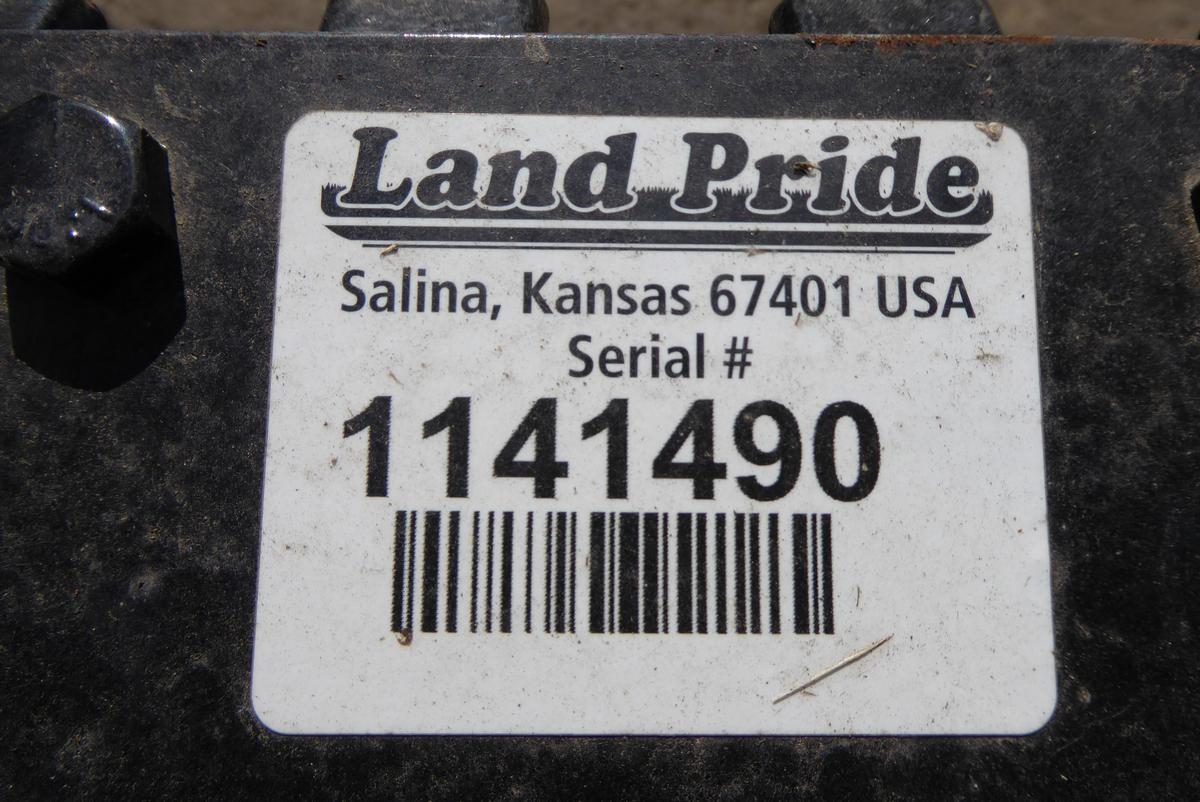 Land Pride
Salina, Kansas 67401 USA
Serial #
1141490